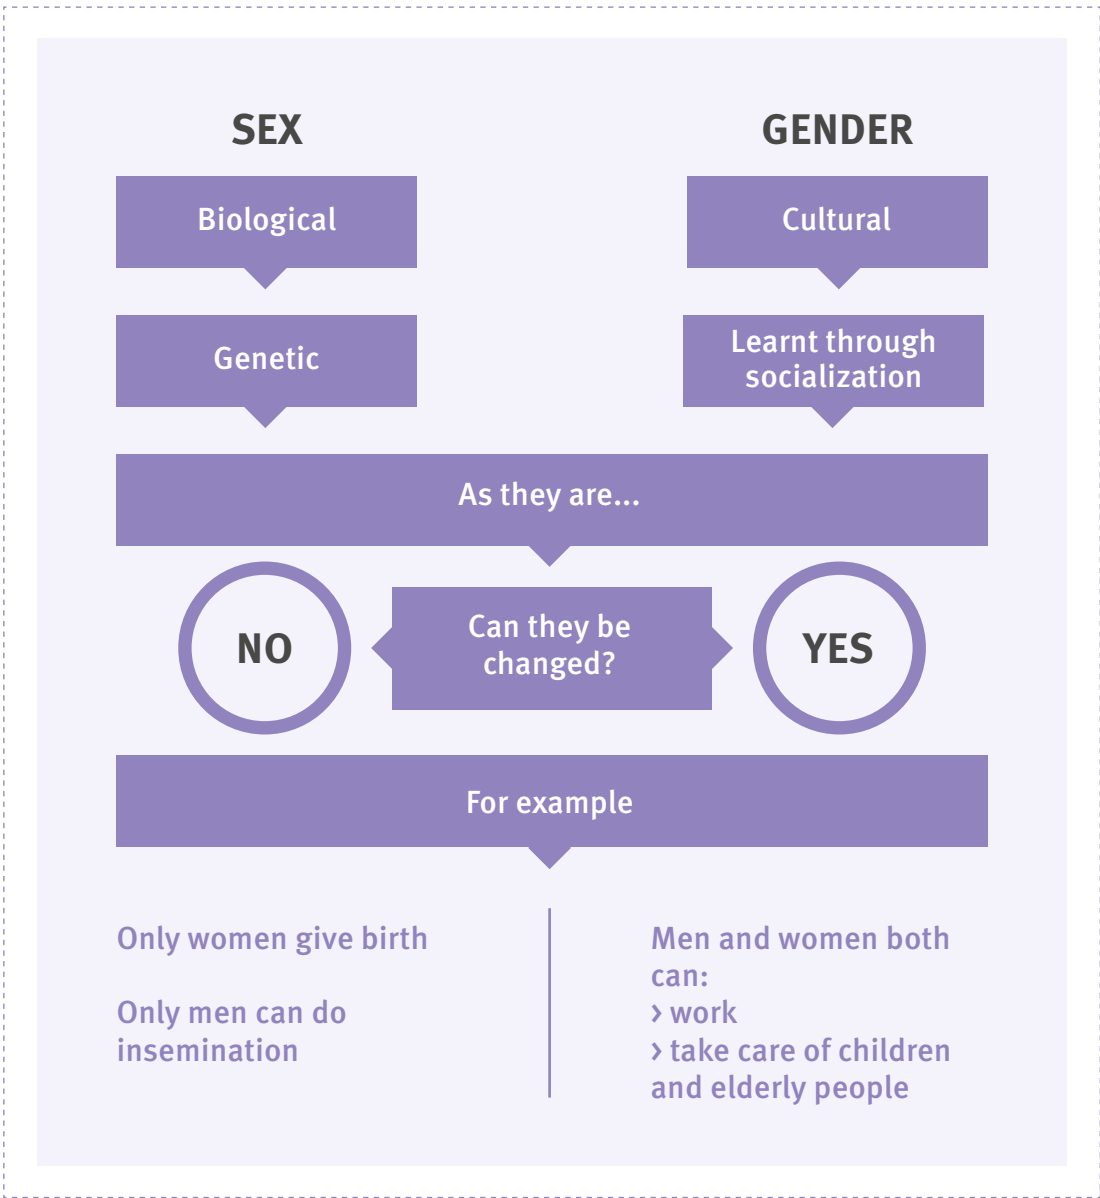 SEX
GENDER
Biological
Cultural
Genetic
Learnt through
socialization
As they are...
NO
Can they be
changed?
YES
For example
Only women give birth
Only men can do
insemination
Men and women both
can:
› work
› take care of children
and elderly people